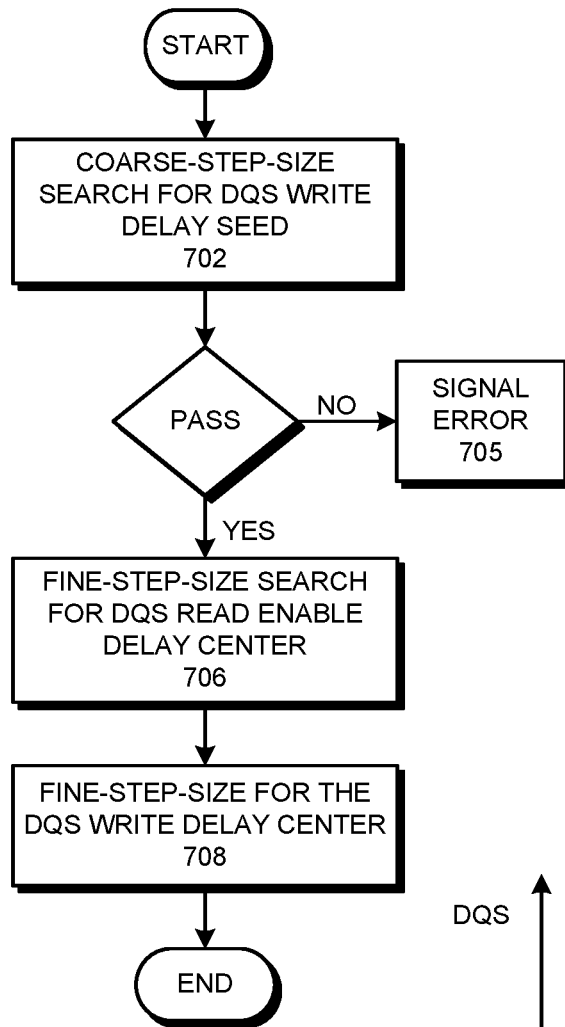 START
COARSE-STEP-SIZE
SEARCH FOR DQS WRITE
DELAY SEED
702
PASS
NO
SIGNAL
ERROR
705
YES
FINE-STEP-SIZE SEARCH
FOR DQS READ ENABLE
DELAY CENTER
706
FINE-STEP-SIZE FOR THE
DQS WRITE DELAY CENTER
708
DQS
END